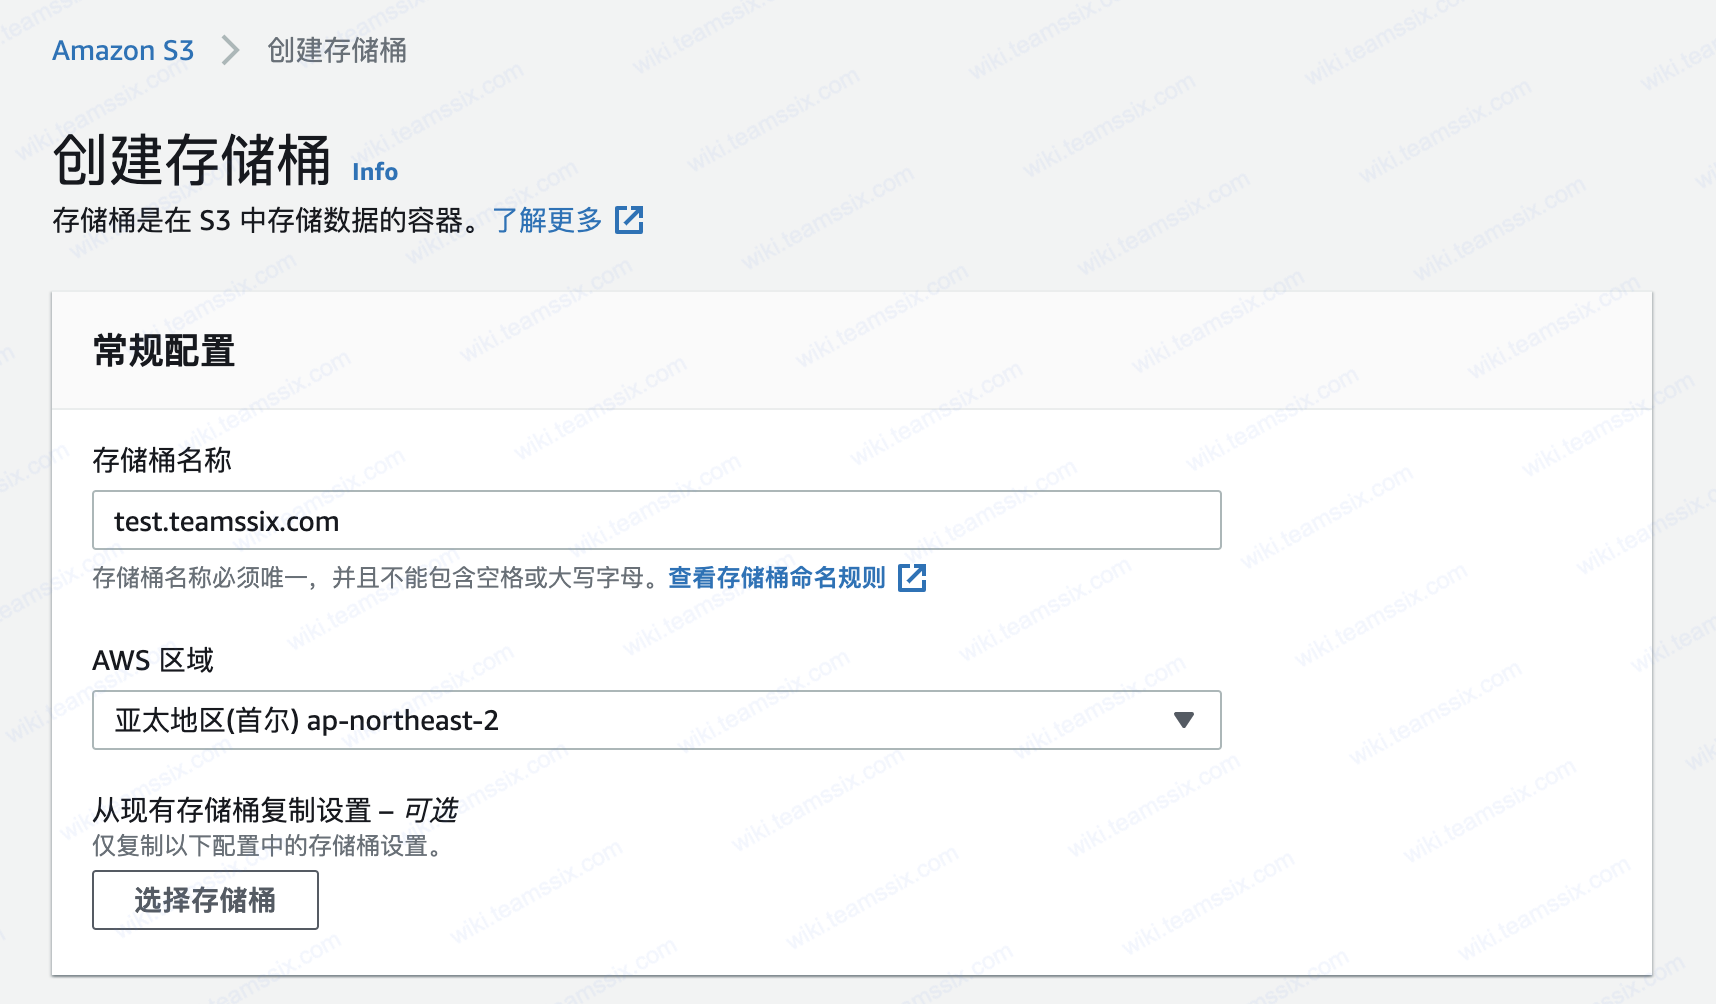 Amazon S3 > 创建存储桶
创建存储桶 Info
存储桶是在 S3 中存储数据的容器。了解更多
常规配置
存储桶名称
test.teamssix.com
存储桶名称必须唯一，并且不能包含空格或大写字母。查看存储桶命名规则
AWS 区域
亚太地区(首尔) ap-northeast-2
从现有存储桶复制设置 – 可选
仅复制以下配置中的存储桶设置。
选择存储桶
wiki.teamssix.com